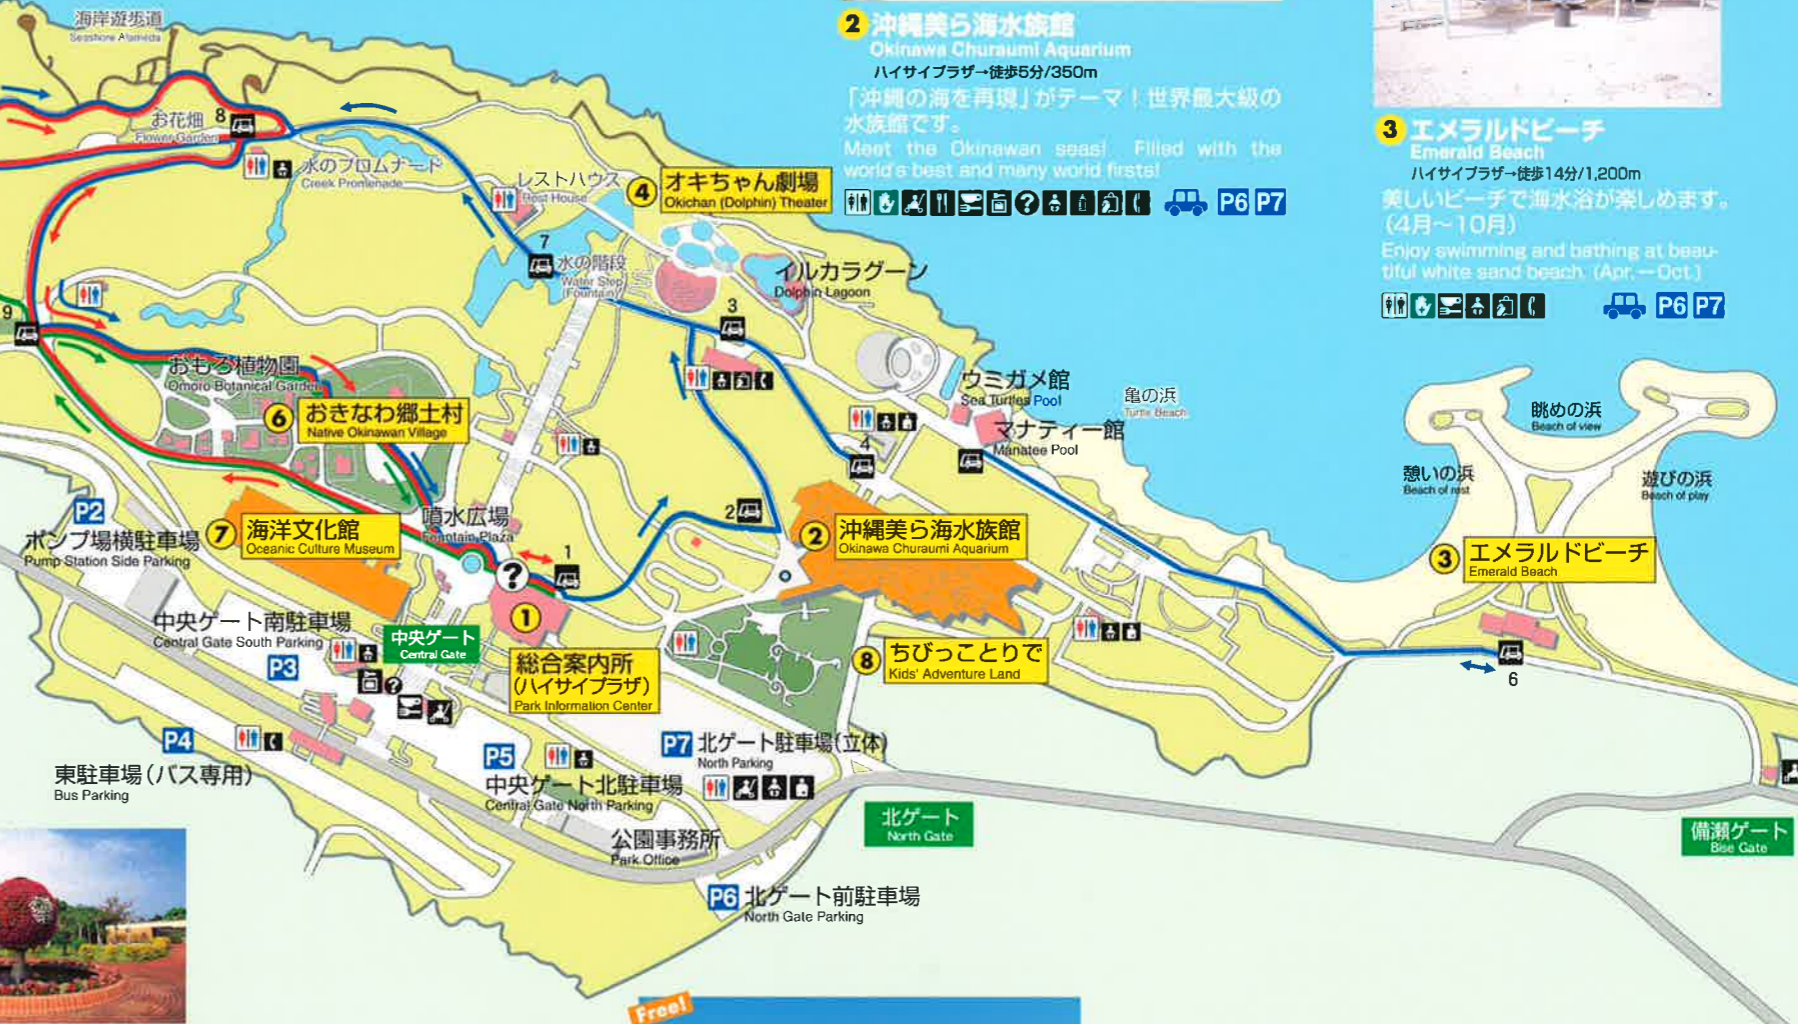 海岸遊歩道
Seashore Alameda
2 沖縄美ら海水族館
Okinawa Churaumi Aquarium
ハイサイプラザ→徒歩5分/350m
「沖縄の海を再現」がテーマ！世界最大級の
水族館です。
Meet the Okinawan seas! Filled with the
world's best and many world firsts!
P6 P7
3 エメラルドビーチ
Emerald Beach
ハイサイプラザ→徒歩14分/1,200m
美しいビーチで海水浴が楽しめます。
(4月～10月)
Enjoy swimming and bathing at beau-
tiful white sand beach. (Apr.—Oct.)
P6 P7
お花畑
Flower Garden
8
水のプロムナード
Creek Promenade
レストハウス
Rest House
4 オキちゃん劇場
Okichan (Dolphin) Theater
7
水の階段
Water Step
(Fountain)
イルカラグーン
Dolphin Lagoon
3
9
おもろ植物園
Omoro Botanical Garden
6 おきなわ郷土村
Native Okinawan Village
ウミガメ館
Sea Turtles Pool
亀の浜
Turtle Beach
マナティー館
Manatee Pool
4
眺めの浜
Beach of view
憩いの浜
Beach of rest
遊びの浜
Beach of play
P2
ポンプ場横駐車場
Pump Station Side Parking
7 海洋文化館
Oceanic Culture Museum
噴水広場
Fountain Plaza
2
2 沖縄美ら海水族館
Okinawa Churaumi Aquarium
3 エメラルドビーチ
Emerald Beach
?
1
1
中央ゲート南駐車場
Central Gate South Parking
P3
中央ゲート
Central Gate
総合案内所
(ハイサイプラザ)
Park Information Center
8 ちびっことりで
Kids' Adventure Land
6
P4
東駐車場(バス専用)
Bus Parking
P5
中央ゲート北駐車場
Central Gate North Parking
P7 北ゲート駐車場(立体)
North Parking
公園事務所
Park Office
北ゲート
North Gate
備瀬ゲート
Bise Gate
P6 北ゲート前駐車場
North Gate Parking
Free!